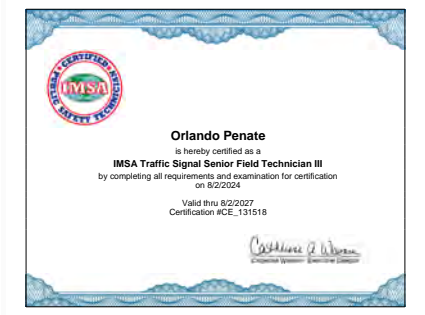 CERTIFIED
IMSA
PUBLIC SAFETY TECHNICIAN
Orlando Penate
is hereby certified as a
IMSA Traffic Signal Senior Field Technician III
by completing all requirements and examination for certification
on 8/2/2024
Valid thru 8/2/2027
Certification #CE_131518